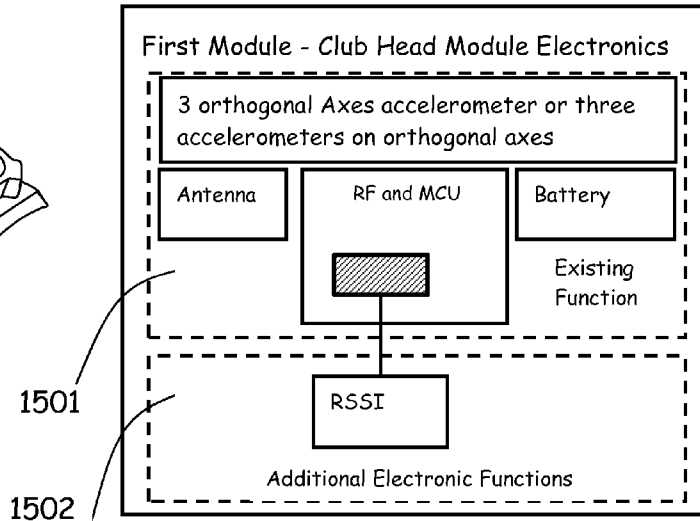 First Module - Club Head Module Electronics
3 orthogonal Axes accelerometer or three
accelerometers on orthogonal axes
Antenna
RF and MCU
Battery
Existing
Function
1501
RSSI
Additional Electronic Functions
1502